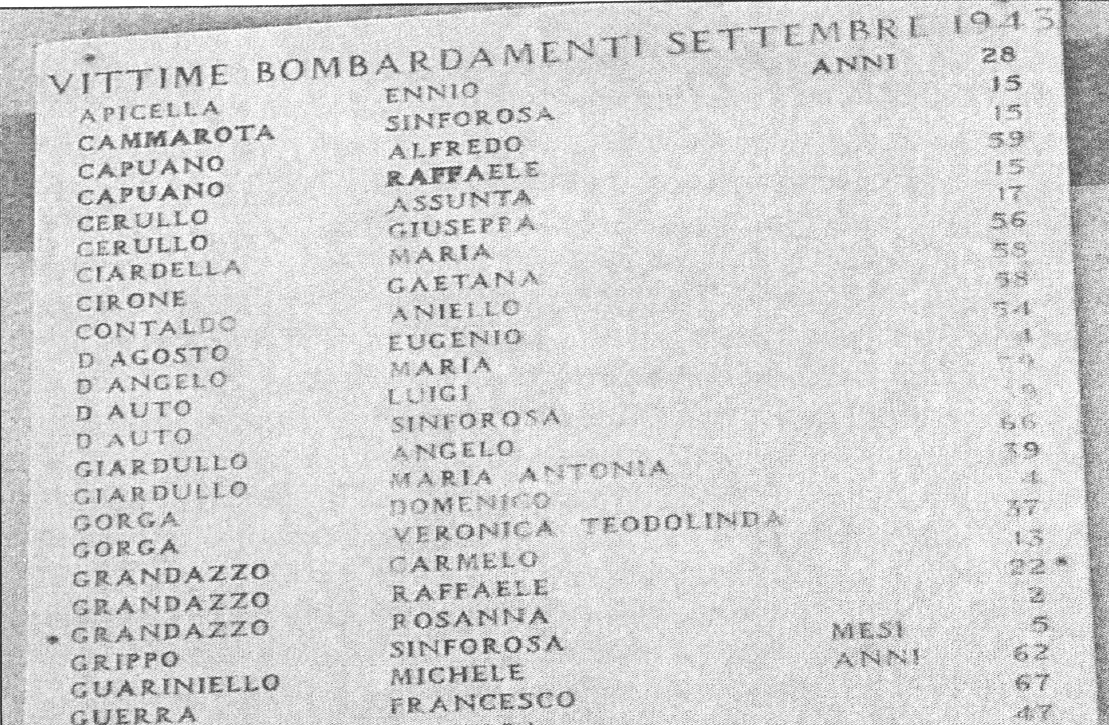 VITTIME BOMBARDAMENTI SETTEMBRE 1943
APICELLA ENNIO ANNI 28
CAMMAROTA SINFOROSA 15
CAPUANO ALFREDO 15
CAPUANO RAFFAELE 59
CERULLO ASSUNTA 15
CERULLO GIUSEPPA 17
CIARDELLA MARIA 56
CIRONE GAETANA 58
CONTALDO ANIELLO 58
D AGOSTO EUGENIO 54
D ANGELO MARIA 4
D AUTO LUIGI
D AUTO SINFOROSA
GIARDULLO ANGELO 66
GIARDULLO MARIA ANTONIA 39
GORGA DOMENICO 4
GORGA VERONICA TEODOLINDA 37
GRANDAZZO CARMELO 13
GRANDAZZO RAFFAELE 22
GRANDAZZO ROSANNA 2
GRIPPO SINFOROSA MESI 5
GUARINIELLO MICHELE ANNI 62
GUERRA FRANCESCO 67
47